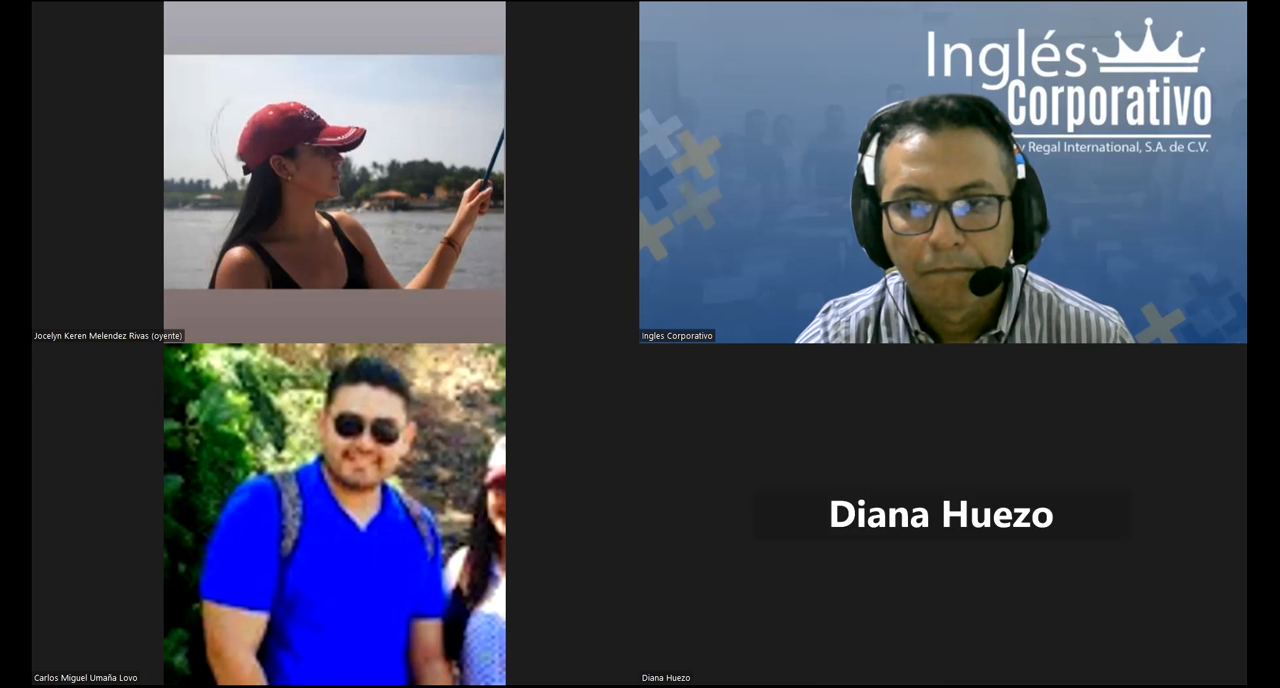 Inglés
Corporativo
y Regal International, S.A. de C.V.
Jocelyn Keren Melendez Rivas (oyente)
Ingles Corporativo
Diana Huezo
Carlos Miguel Umaña Lovo
Diana Huezo